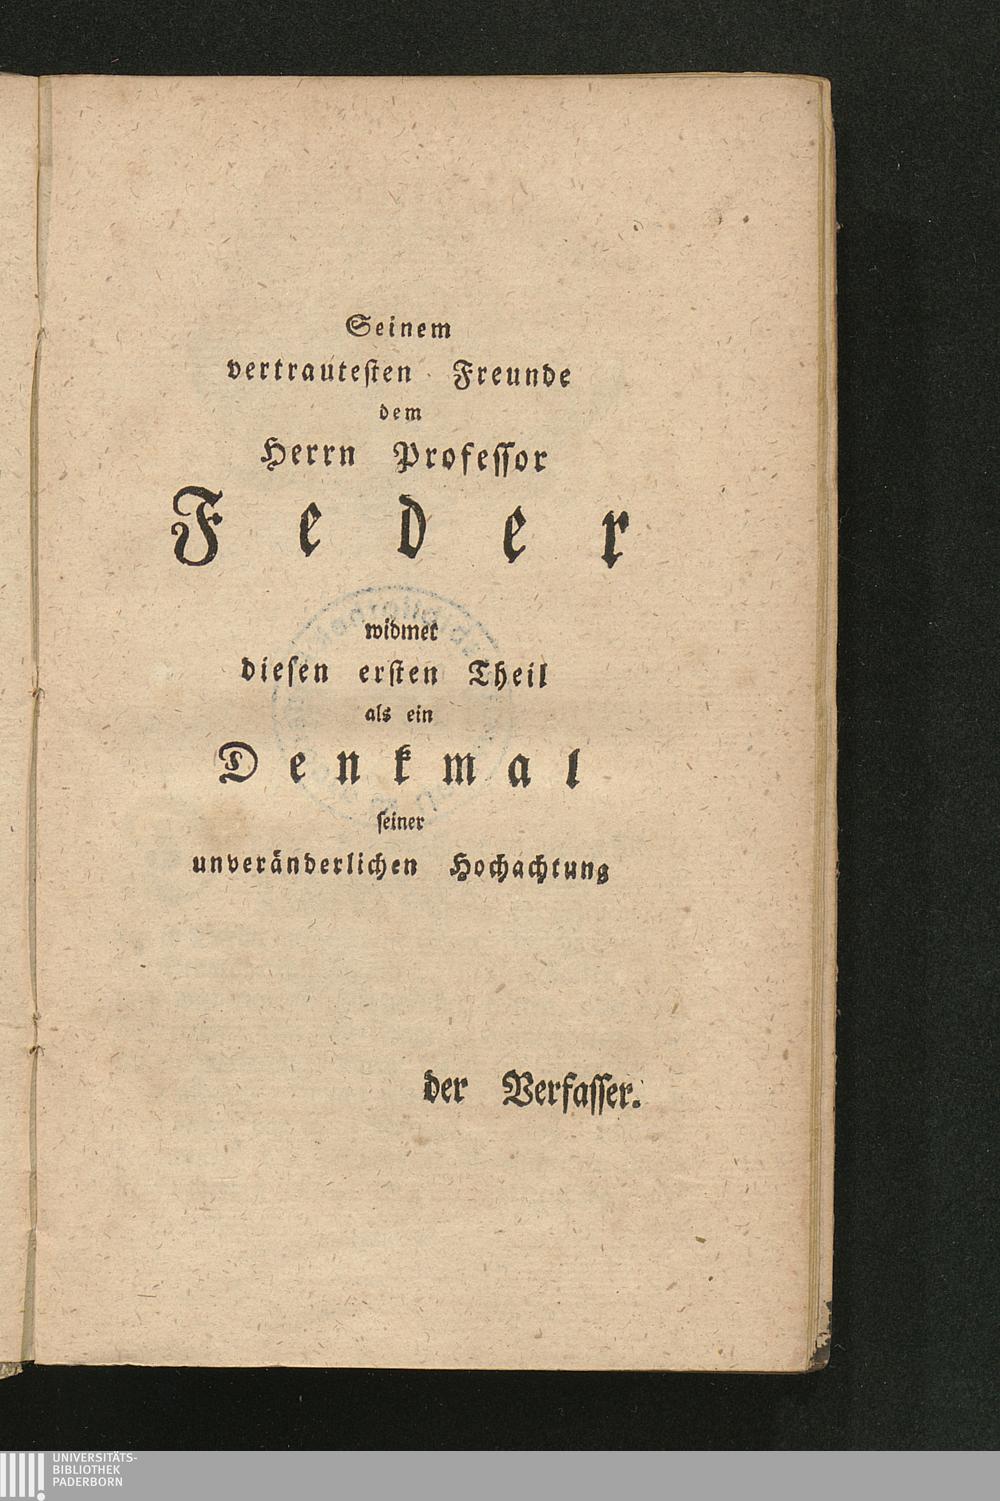 Seinem
vertrautesten Freunde
dem
Herrn Professor
Feder
widmet
diesen ersten Theil
als ein
Denkmal
seiner
unveränderlichen Hochachtung
der Verfasser.
UNIVERSITÄTS-
BIBLIOTHEK
PADERBORN